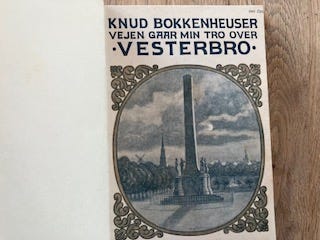 KNUD BOKKENHEUSER
VEJEN GAAR MIN TRO OVER
·VESTERBRO·